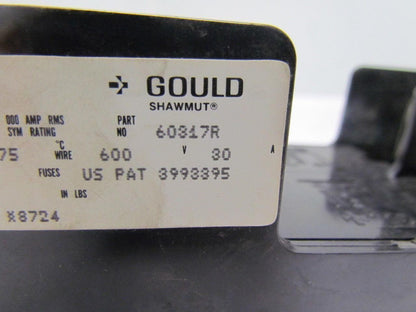 GOULD
SHAWMUT®
000 AMP RMS PART
SYM RATING NO 60317R
75 °C WIRE 600 V 30 A
FUSES US PAT 3993395
IN LBS
X8724